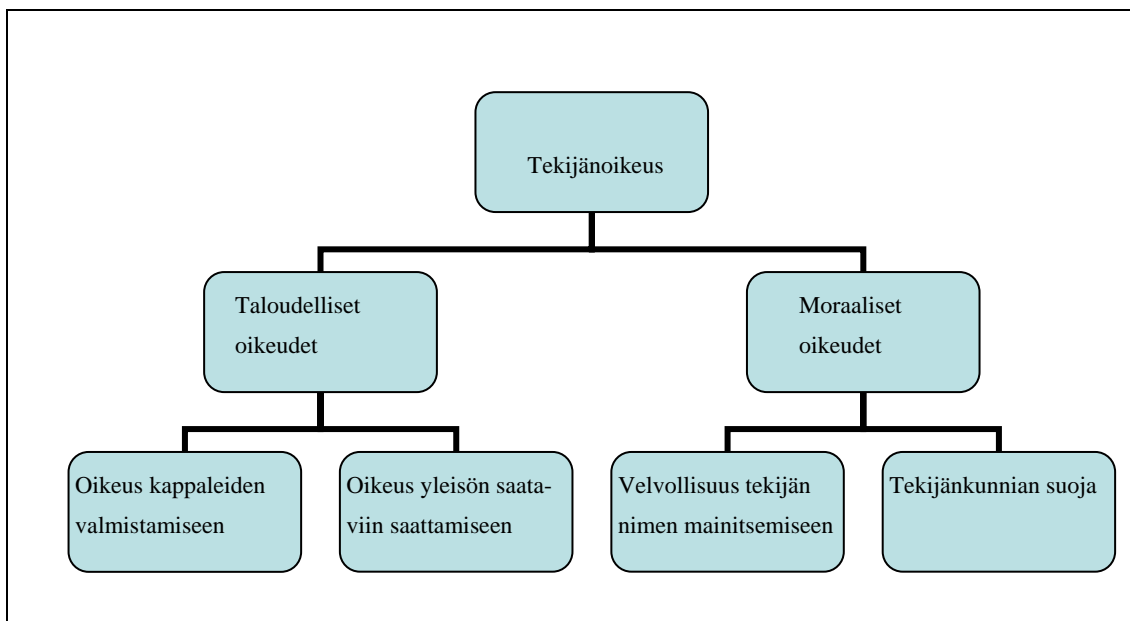 Tekijänoikeus
Taloudelliset
oikeudet
Moraaliset
oikeudet
Oikeus kappaleiden
valmistamiseen
Oikeus yleisön saata-
viin saattamiseen
Velvollisuus tekijän
nimen mainitsemiseen
Tekijänkunnian suoja